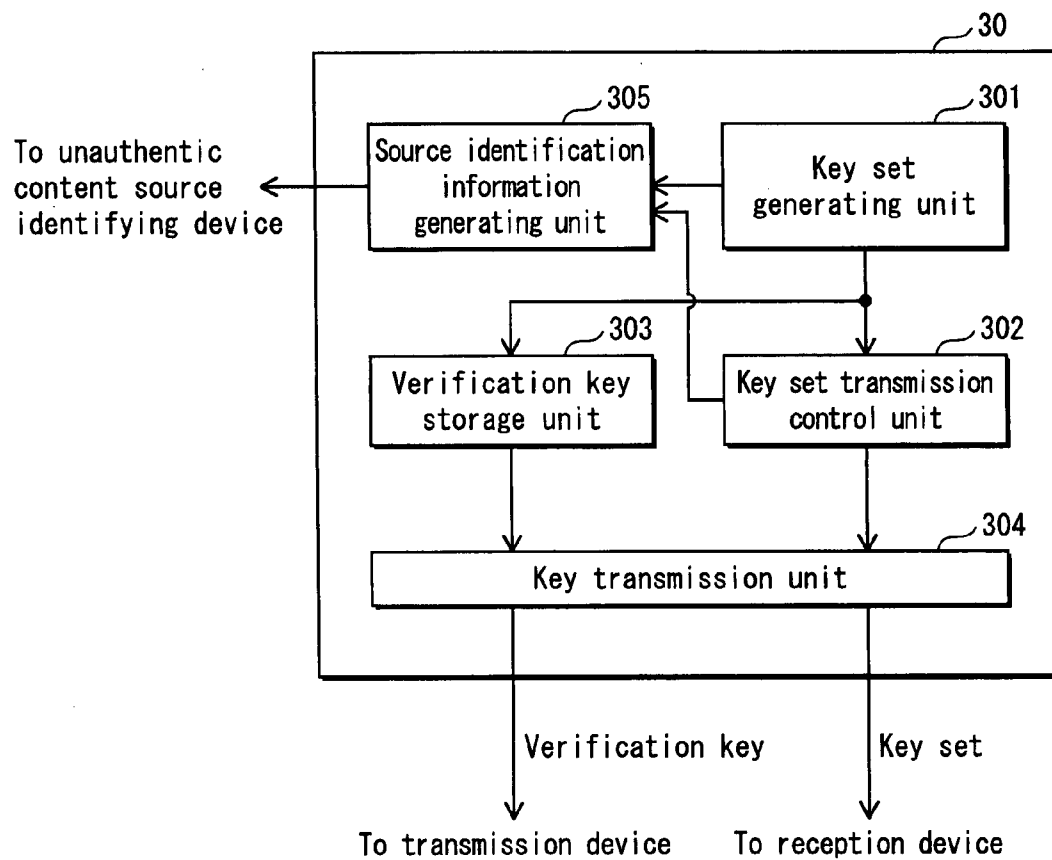 30
305
301
To unauthentic
content source
identifying device
Source identification
information
generating unit
Key set
generating unit
303
302
Verification key
storage unit
Key set transmission
control unit
304
Key transmission unit
Verification key
Key set
To transmission device
To reception device